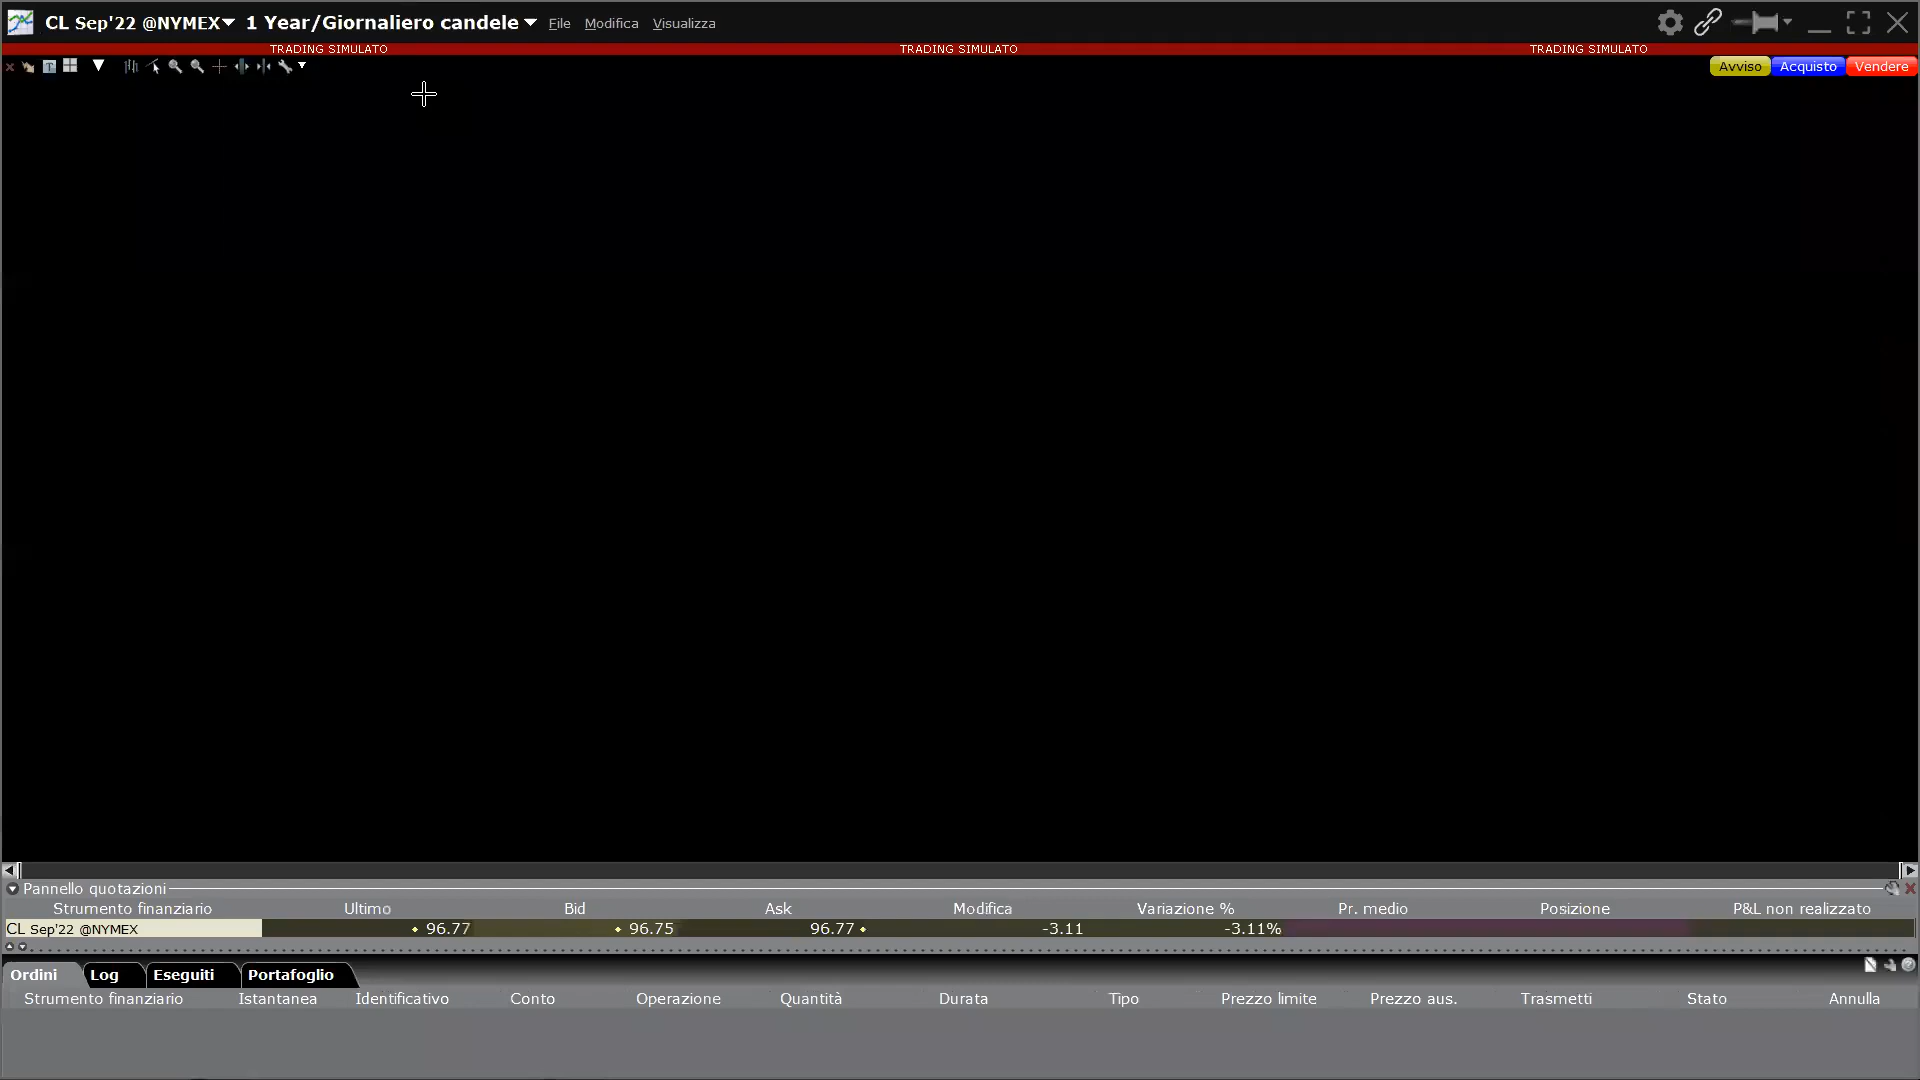 CL Sep'22 @NYMEX 1 Year/Giornaliero candele File Modifica Visualizza
TRADING SIMULATO TRADING SIMULATO TRADING SIMULATO
Avviso Acquisto Vendere
Pannello quotazioni
Strumento finanziario Ultimo Bid Ask Modifica Variazione % Pr. medio Posizione P&L non realizzato
CL Sep'22 @NYMEX 96.77 96.75 96.77 -3.11 -3.11%
Ordini Log Eseguiti Portafoglio
Strumento finanziario Istantanea Identificativo Conto Operazione Quantità Durata Tipo Prezzo limite Prezzo aus. Trasmetti Stato Annulla